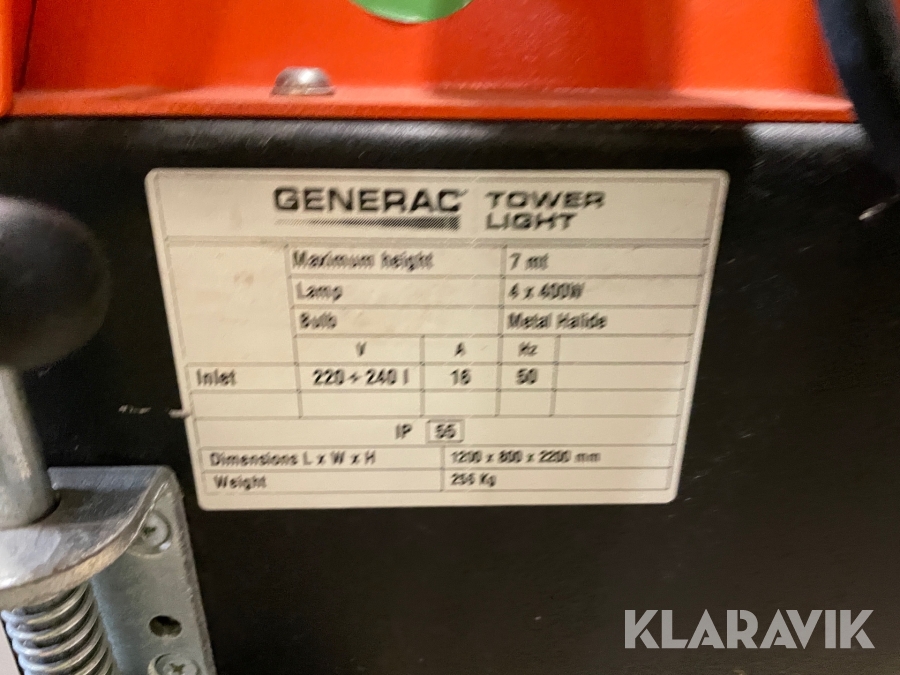 GENERAC TOWER LIGHT
Maximum height 7 mt
Lamp 4 x 400W
Bulb Metal Halide
V A Hz
Inlet 220 ÷ 240 | 16 50
IP 55
Dimensions L x W x H 1200 x 800 x 2200 mm
Weight Kg
KLARAVIK